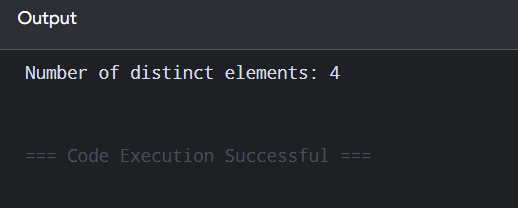 Output
Number of distinct elements: 4
=== Code Execution Successful ===